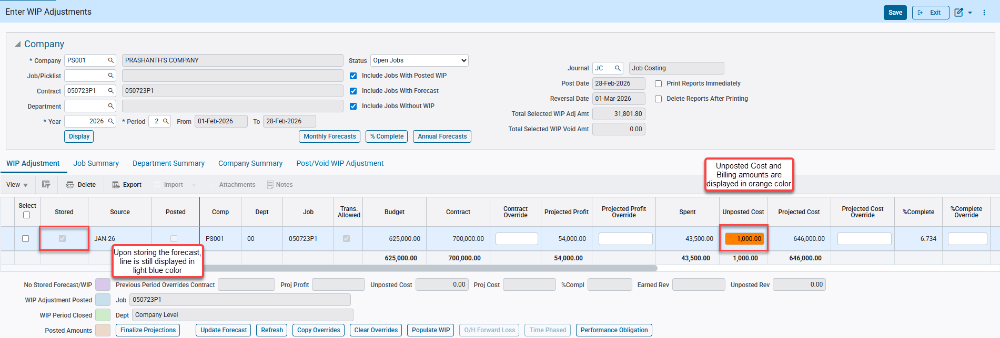 Enter WIP Adjustments
Save
Exit
Company
* Company PS001 PRASHANTH'S COMPANY Status Open Jobs
Job/Picklist Include Jobs With Posted WIP
Contract 050723P1 050723P1 Include Jobs With Forecast
Department Include Jobs Without WIP
* Year 2026 * Period 2 From 01-Feb-2026 To 28-Feb-2026
Display Monthly Forecasts % Complete Annual Forecasts
Journal JC Job Costing
Post Date 28-Feb-2026 Print Reports Immediately
Reversal Date 01-Mar-2026 Delete Reports After Printing
Total Selected WIP Adj Amt 31,801.80
Total Selected WIP Void Amt 0.00
WIP Adjustment Job Summary Department Summary Company Summary Post/Void WIP Adjustment
Unposted Cost and
Billing amounts are
displayed in orange color
View Delete Export Import Attachments Notes
Select Stored Source Posted Comp Dept Job Trans. Allowed Budget Contract Contract Override Projected Profit Projected Profit Override Spent Unposted Cost Projected Cost Projected Cost Override %Complete %Complete Override
JAN-26 PS001 00 050723P1 625,000.00 700,000.00 54,000.00 43,500.00 1,000.00 646,000.00 6.734
625,000.00 700,000.00 54,000.00 43,500.00 1,000.00 646,000.00
Upon storing the forecast,
line is still displayed in
light blue color
No Stored Forecast/WIP Previous Period Overrides Contract Proj Profit Unposted Cost 0.00 Proj Cost %Compl Earned Rev Unposted Rev 0.00
WIP Adjustment Posted Job 050723P1
WIP Period Closed Dept Company Level
Posted Amounts Finalize Projections Update Forecast Refresh Copy Overrides Clear Overrides Populate WIP O/H Forward Loss Time Phased Performance Obligation